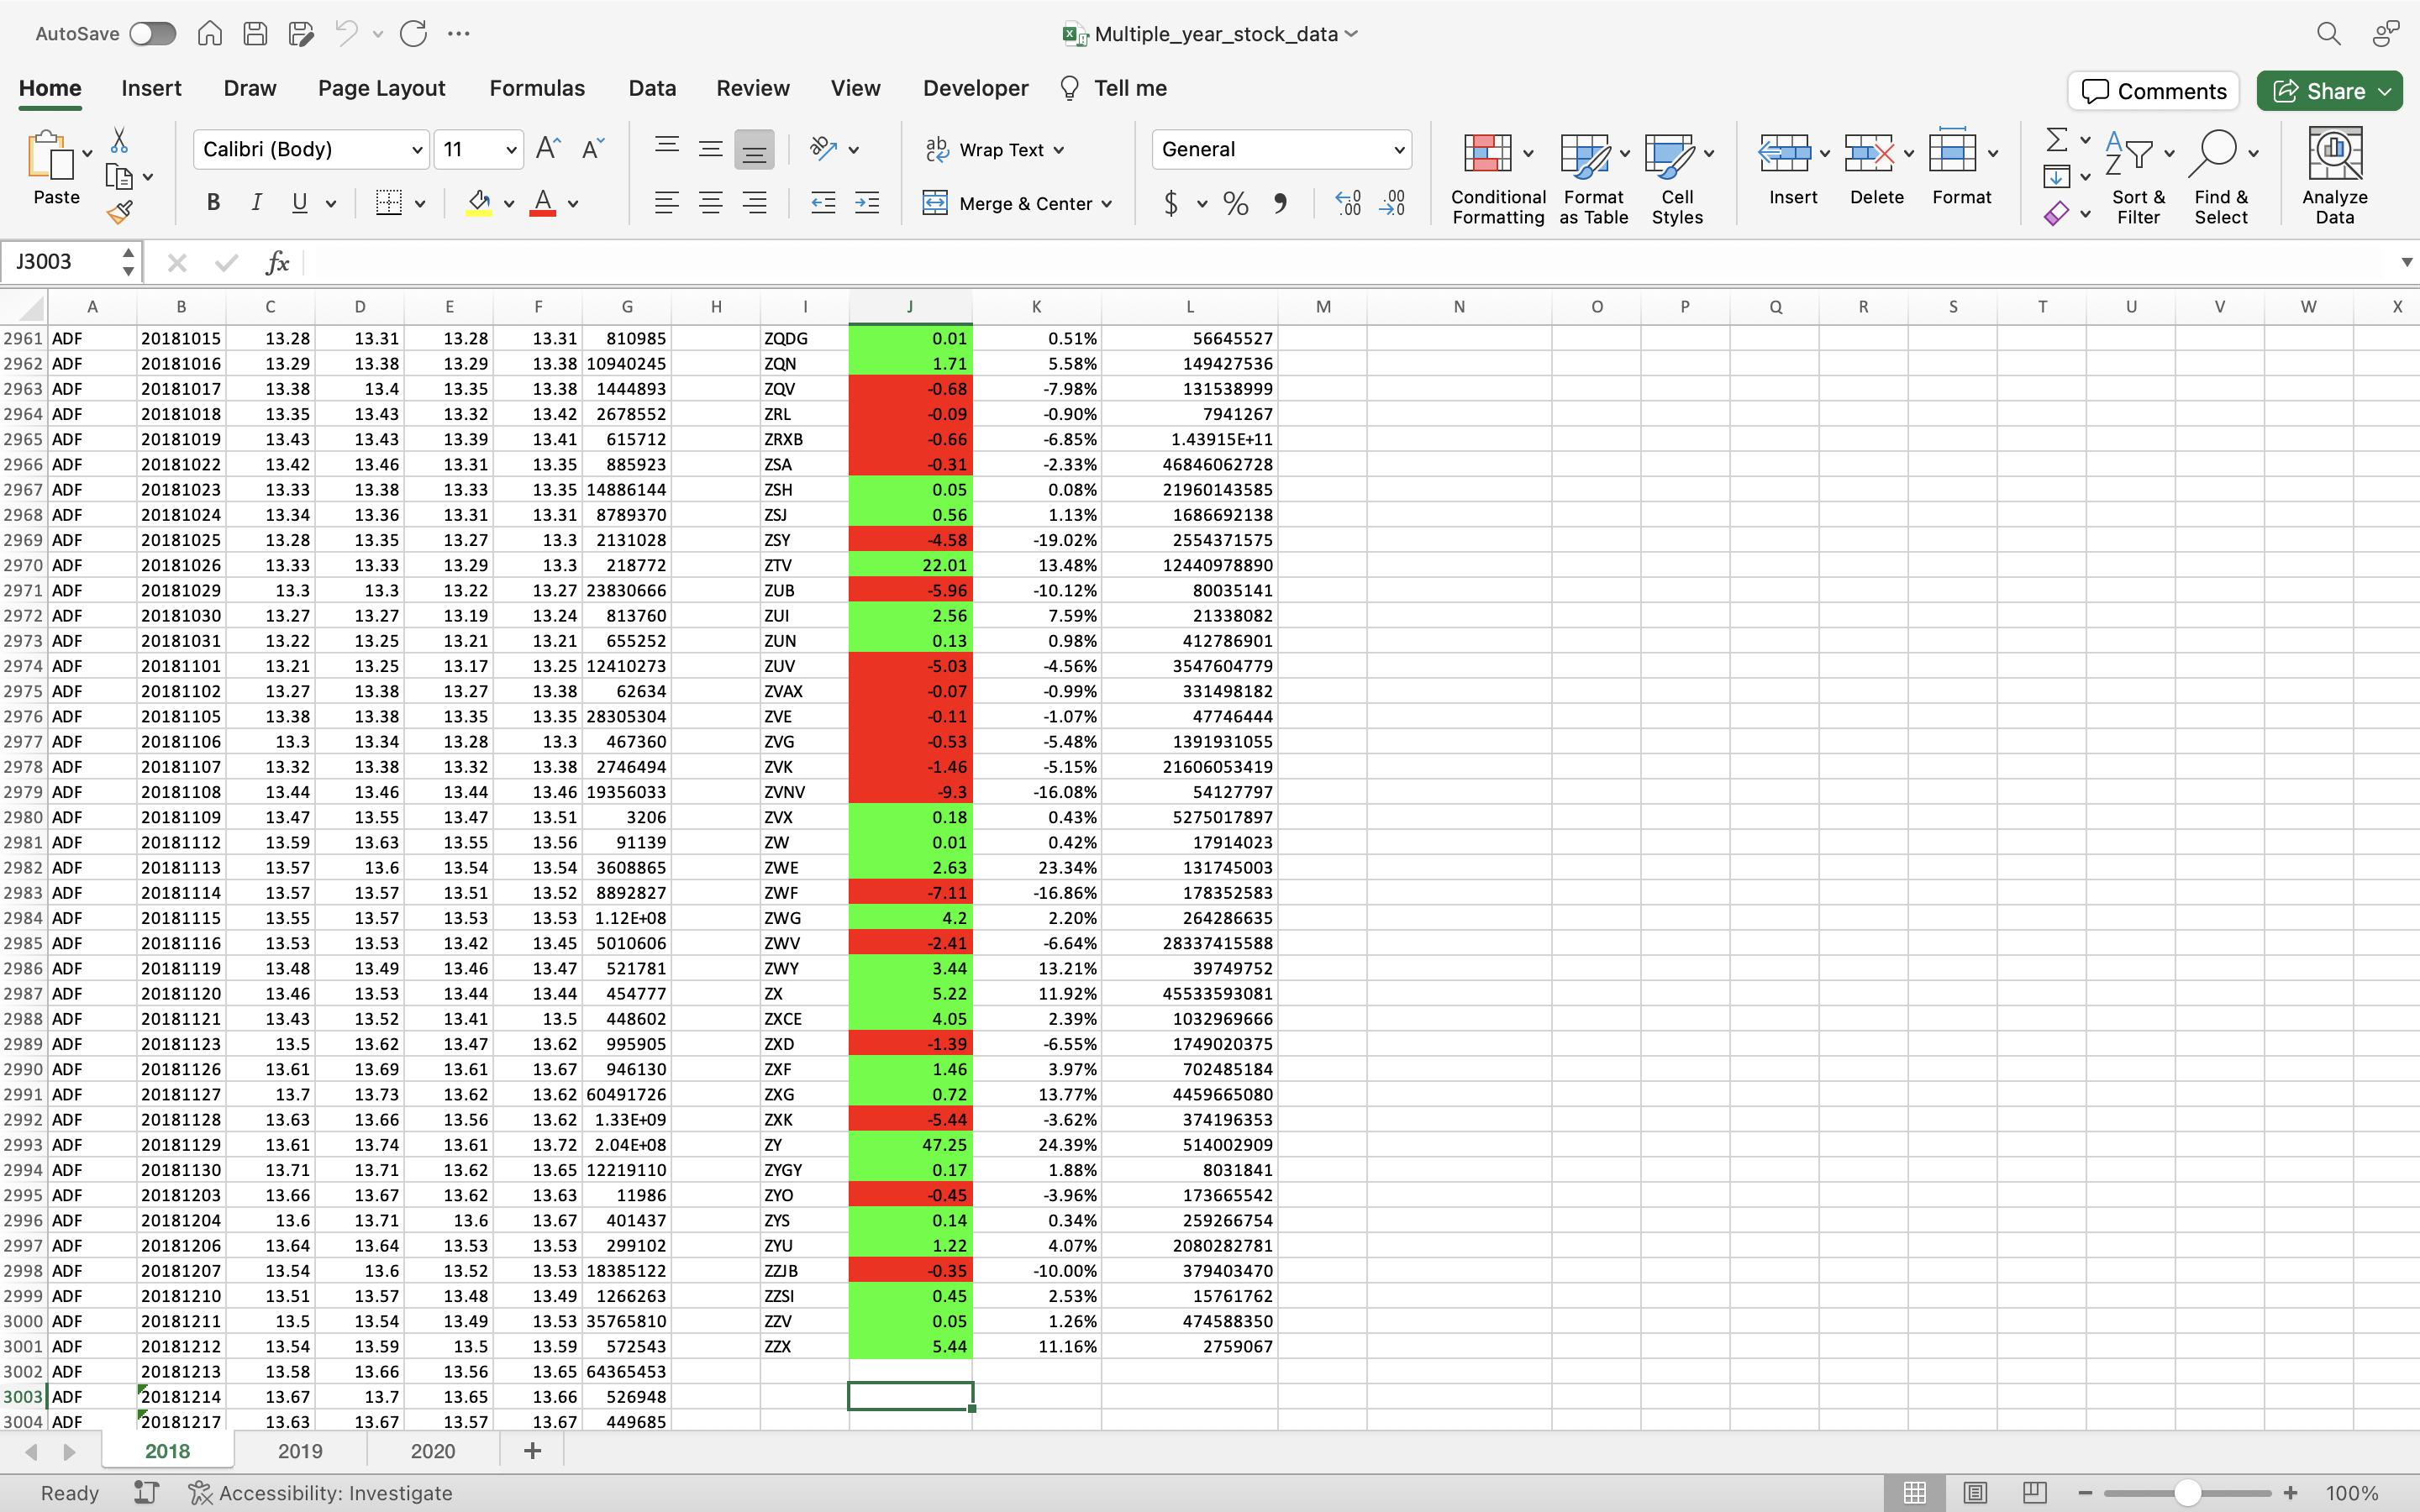 AutoSave
Multiple_year_stock_data
Home Insert Draw Page Layout Formulas Data Review View Developer Tell me Comments Share
Paste Calibri (Body) 11 Wrap Text General
B I U Merge & Center $ % Conditional Formatting Format as Table Cell Styles Insert Delete Format Sort & Filter Find & Select Analyze Data
J3003 fx
A B C D E F G H I J K L M N O P Q R S T U V W X
2961 ADF 20181015 13.28 13.31 13.28 13.31 810985 ZQDG 0.01 0.51% 56645527
2962 ADF 20181016 13.29 13.38 13.29 13.38 10940245 ZQN 1.71 5.58% 149427536
2963 ADF 20181017 13.38 13.4 13.35 13.38 1444893 ZQV -0.68 -7.98% 131538999
2964 ADF 20181018 13.35 13.43 13.32 13.42 2678552 ZRL -0.09 -0.90% 7941267
2965 ADF 20181019 13.43 13.43 13.39 13.41 615712 ZRXB -0.66 -6.85% 1.43915E+11
2966 ADF 20181022 13.42 13.46 13.31 13.35 885923 ZSA -0.31 -2.33% 46846062728
2967 ADF 20181023 13.33 13.38 13.33 13.35 14886144 ZSH 0.05 0.08% 21960143585
2968 ADF 20181024 13.34 13.36 13.31 13.31 8789370 ZSJ 0.56 1.13% 1686692138
2969 ADF 20181025 13.28 13.35 13.27 13.3 2131028 ZSY -4.58 -19.02% 2554371575
2970 ADF 20181026 13.33 13.33 13.29 13.3 218772 ZTV 22.01 13.48% 12440978890
2971 ADF 20181029 13.3 13.3 13.22 13.27 23830666 ZUB -5.96 -10.12% 80035141
2972 ADF 20181030 13.27 13.27 13.19 13.24 813760 ZUI 2.56 7.59% 21338082
2973 ADF 20181031 13.22 13.25 13.21 13.21 655252 ZUN 0.13 0.98% 412786901
2974 ADF 20181101 13.21 13.25 13.17 13.25 12410273 ZUV -5.03 -4.56% 3547604779
2975 ADF 20181102 13.27 13.38 13.27 13.38 62634 ZVAX -0.07 -0.99% 331498182
2976 ADF 20181105 13.38 13.38 13.35 13.35 28305304 ZVE -0.11 -1.07% 47746444
2977 ADF 20181106 13.3 13.34 13.28 13.3 467360 ZVG -0.53 -5.48% 1391931055
2978 ADF 20181107 13.32 13.38 13.32 13.38 2746494 ZVK -1.46 -5.15% 21606053419
2979 ADF 20181108 13.44 13.46 13.44 13.46 19356033 ZVNV -9.3 -16.08% 54127797
2980 ADF 20181109 13.47 13.55 13.47 13.51 3206 ZVX 0.18 0.43% 5275017897
2981 ADF 20181112 13.59 13.63 13.55 13.56 91139 ZW 0.01 0.42% 17914023
2982 ADF 20181113 13.57 13.6 13.54 13.54 3608865 ZWE 2.63 23.34% 131745003
2983 ADF 20181114 13.57 13.57 13.51 13.52 8892827 ZWF -7.11 -16.86% 178352583
2984 ADF 20181115 13.55 13.57 13.53 13.53 1.12E+08 ZWG 4.2 2.20% 264286635
2985 ADF 20181116 13.53 13.53 13.42 13.45 5010606 ZWV -2.41 -6.64% 28337415588
2986 ADF 20181119 13.48 13.49 13.46 13.47 521781 ZWY 3.44 13.21% 39749752
2987 ADF 20181120 13.46 13.53 13.44 13.44 454777 ZX 5.22 11.92% 45533593081
2988 ADF 20181121 13.43 13.52 13.41 13.5 448602 ZXCE 4.05 2.39% 1032969666
2989 ADF 20181123 13.5 13.62 13.47 13.62 995905 ZXD -1.39 -6.55% 1749020375
2990 ADF 20181126 13.61 13.69 13.61 13.67 946130 ZXF 1.46 3.97% 702485184
2991 ADF 20181127 13.7 13.73 13.62 13.62 60491726 ZXG 0.72 13.77% 4459665080
2992 ADF 20181128 13.63 13.66 13.56 13.62 1.33E+09 ZXK -5.44 -3.62% 374196353
2993 ADF 20181129 13.61 13.74 13.61 13.72 2.04E+08 ZY 47.25 24.39% 514002909
2994 ADF 20181130 13.71 13.71 13.62 13.65 12219110 ZYGY 0.17 1.88% 8031841
2995 ADF 20181203 13.66 13.67 13.62 13.63 11986 ZYO -0.45 -3.96% 173665542
2996 ADF 20181204 13.6 13.71 13.6 13.67 401437 ZYS 0.14 0.34% 259266754
2997 ADF 20181206 13.64 13.64 13.53 13.53 299102 ZYU 1.22 4.07% 2080282781
2998 ADF 20181207 13.54 13.6 13.52 13.53 18385122 ZZJB -0.35 -10.00% 379403470
2999 ADF 20181210 13.51 13.57 13.48 13.49 1266263 ZZSI 0.45 2.53% 15761762
3000 ADF 20181211 13.5 13.54 13.49 13.53 35765810 ZZV 0.05 1.26% 474588350
3001 ADF 20181212 13.54 13.59 13.5 13.59 572543 ZZX 5.44 11.16% 2759067
3002 ADF 20181213 13.58 13.66 13.56 13.65 64365453
3003 ADF 20181214 13.67 13.7 13.65 13.66 526948
3004 ADF 20181217 13.63 13.67 13.57 13.67 449685
2018 2019 2020 +
Ready Accessibility: Investigate 100%